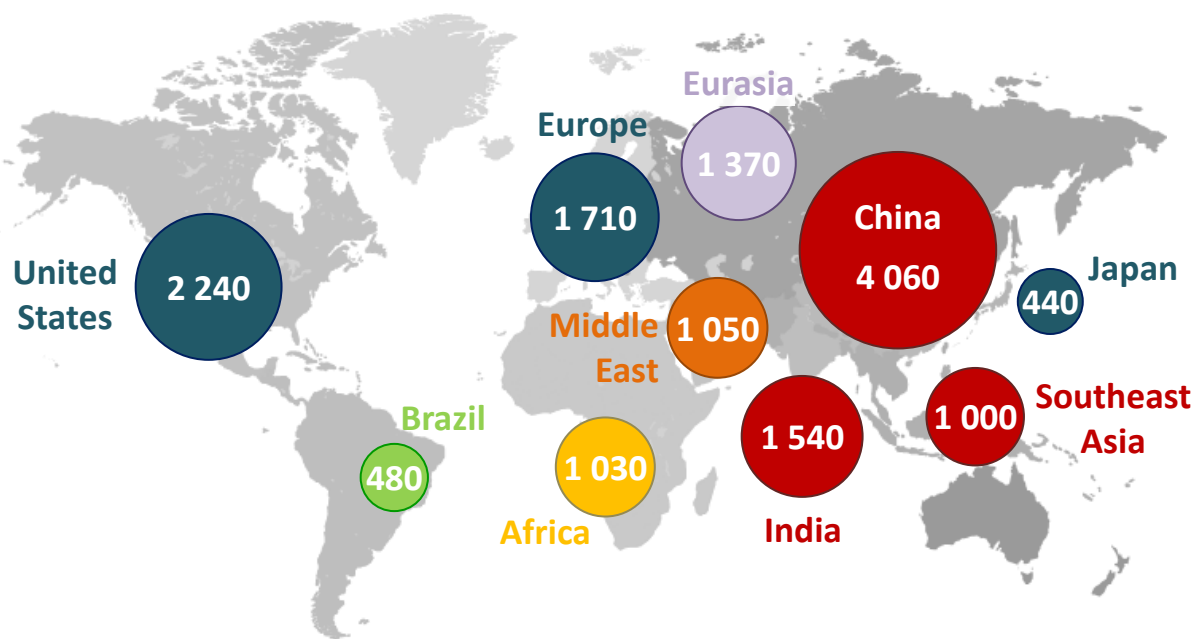 Eurasia
1 370
Europe
1 710
China
4 060
United
States
2 240
Japan
440
Middle
East
1 050
Brazil
480
Southeast
Asia
1 000
India
1 540
Africa
1 030